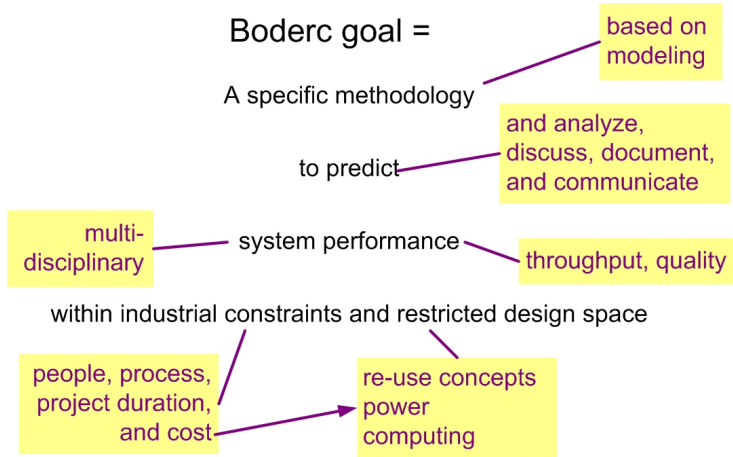 Boderc goal =
based on
modeling
A specific methodology
and analyze,
discuss, document,
and communicate
to predict
multi-
disciplinary
system performance
throughput, quality
within industrial constraints and restricted design space
people, process,
project duration,
and cost
re-use concepts
power
computing